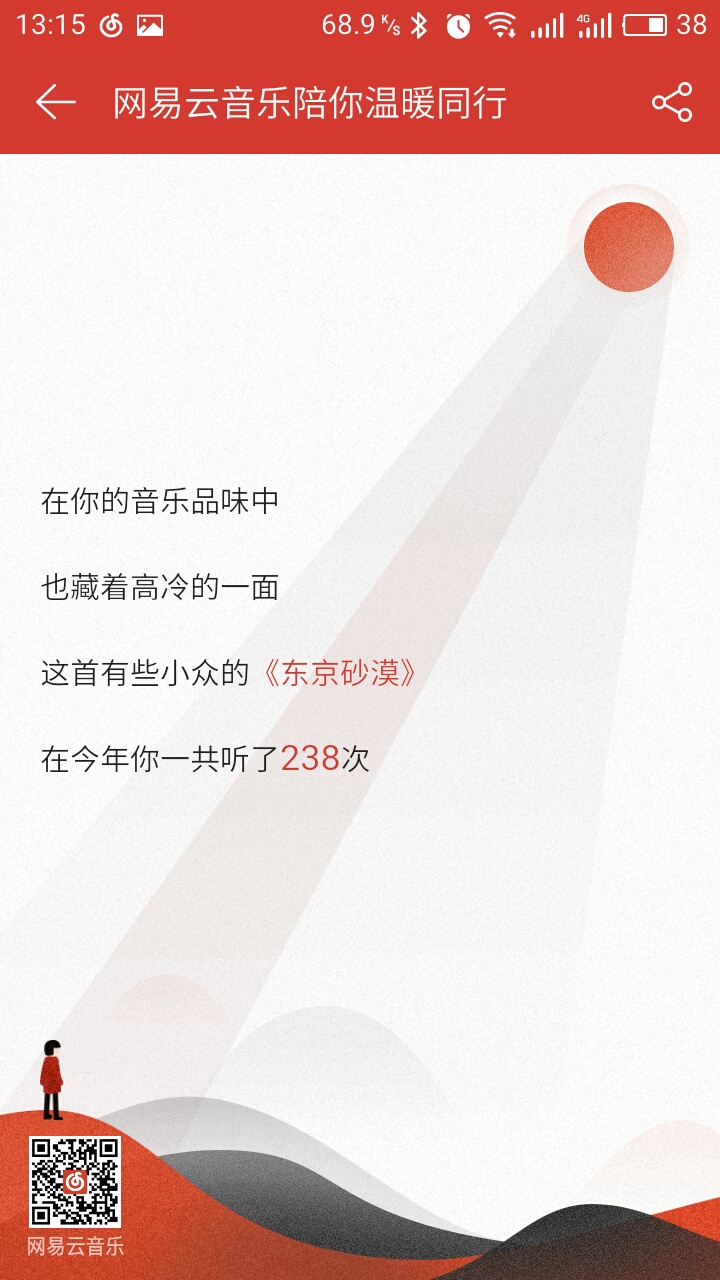 13:15 68.9 K/s 4G 38
网易云音乐陪你温暖同行
在你的音乐品味中
也藏着高冷的一面
这首有些小众的《东京砂漠》
在今年你一共听了238次
网易云音乐